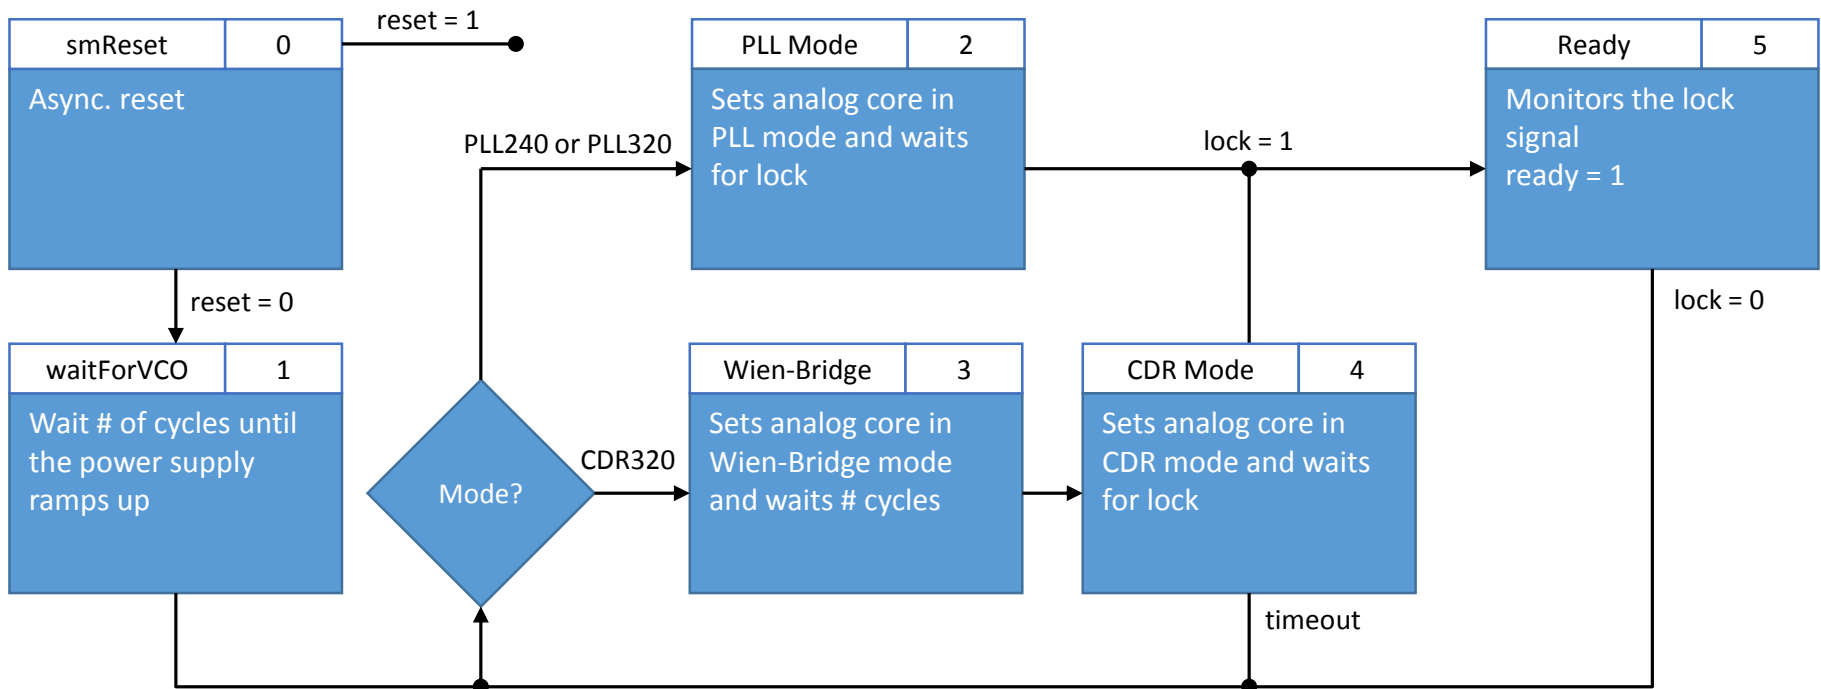 smReset 0
Async. reset
reset = 1
reset = 0
waitForVCO 1
Wait # of cycles until
the power supply
ramps up
Mode?
PLL240 or PLL320
CDR320
PLL Mode 2
Sets analog core in
PLL mode and waits
for lock
Wien-Bridge 3
Sets analog core in
Wien-Bridge mode
and waits # cycles
CDR Mode 4
Sets analog core in
CDR mode and waits
for lock
lock = 1
timeout
Ready 5
Monitors the lock
signal
ready = 1
lock = 0